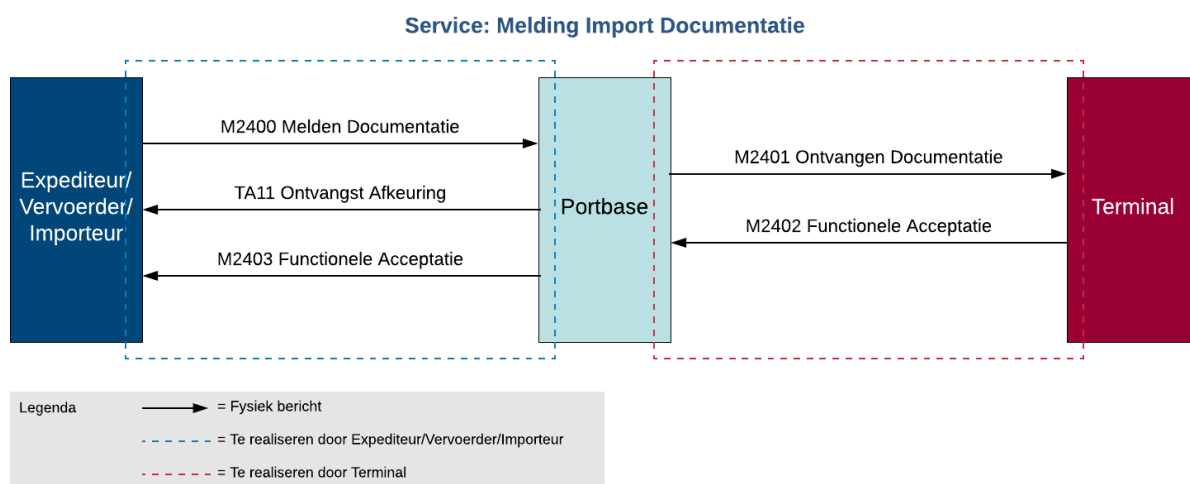 Service: Melding Import Documentatie
Expediteur/
Vervoerder/
Importeur
M2400 Melden Documentatie
TA11 Ontvangst Afkeuring
M2403 Functionele Acceptatie
Portbase
M2401 Ontvangen Documentatie
M2402 Functionele Acceptatie
Terminal
Legenda
= Fysiek bericht
= Te realiseren door Expediteur/Vervoerder/Importeur
= Te realiseren door Terminal